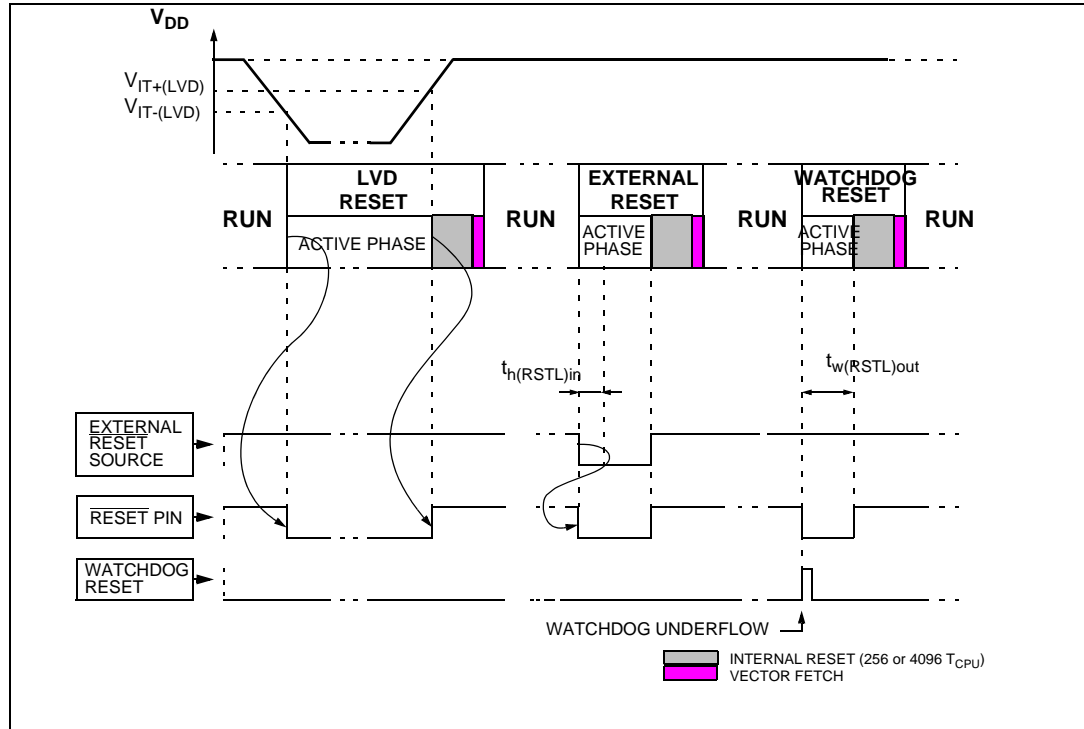 VDD
VIT+(LVD)
VIT-(LVD)
LVD
RESET
EXTERNAL
RESET
WATCHDOG
RESET
RUN
RUN
RUN
RUN
ACTIVE PHASE
ACTIVE
PHASE
ACTIVE
PHASE
th(RSTL)in
tw(RSTL)out
EXTERNAL
RESET
SOURCE
RESET PIN
WATCHDOG
RESET
WATCHDOG UNDERFLOW
INTERNAL RESET (256 or 4096 TCPU)
VECTOR FETCH